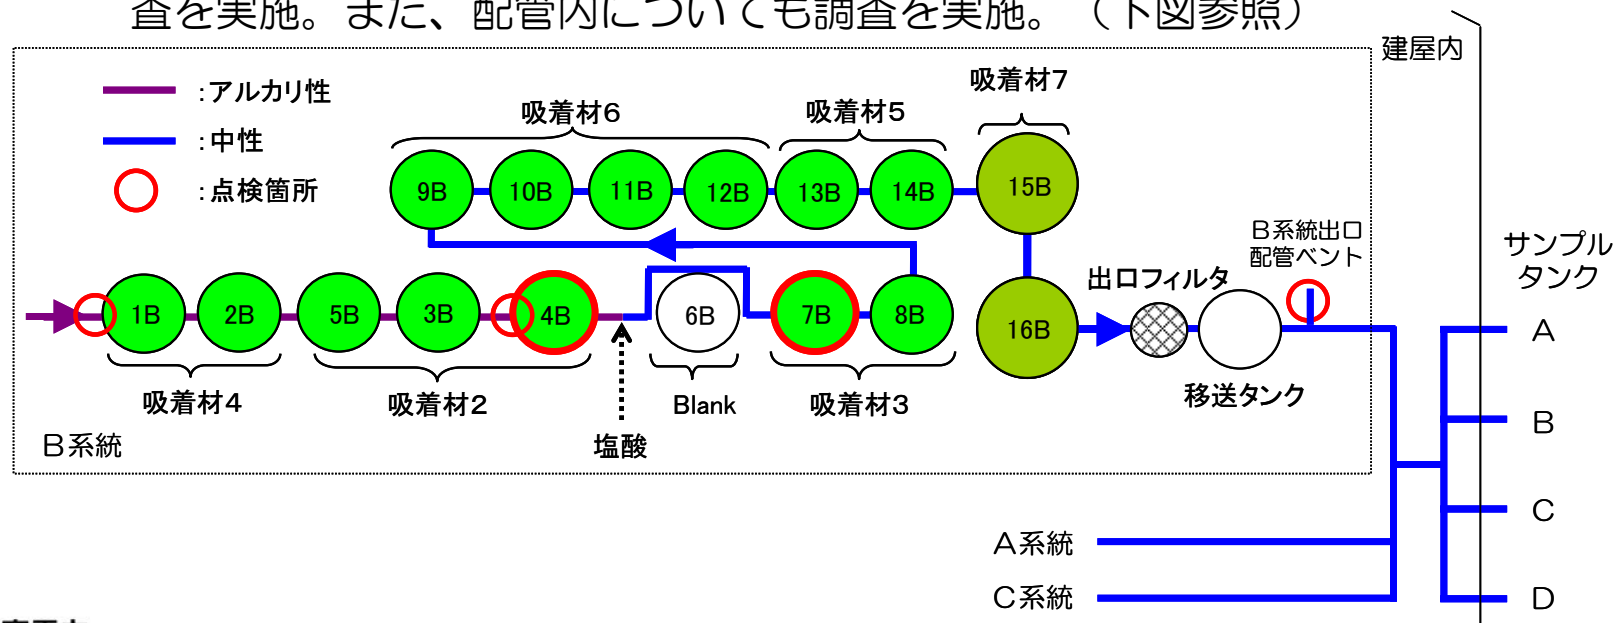 査を実施。また、配管内についても調査を実施。（下図参照）
建屋内
：アルカリ性
：中性
：点検箇所
吸着材6
吸着材5
吸着材7
9B
10B
11B
12B
13B
14B
15B
B系統出口
配管ベント
サンプル
タンク
出口フィルタ
1B
2B
5B
3B
4B
6B
7B
8B
16B
移送タンク
吸着材4
吸着材2
Blank
吸着材3
塩酸
B系統
A
B
C
D
A系統
C系統